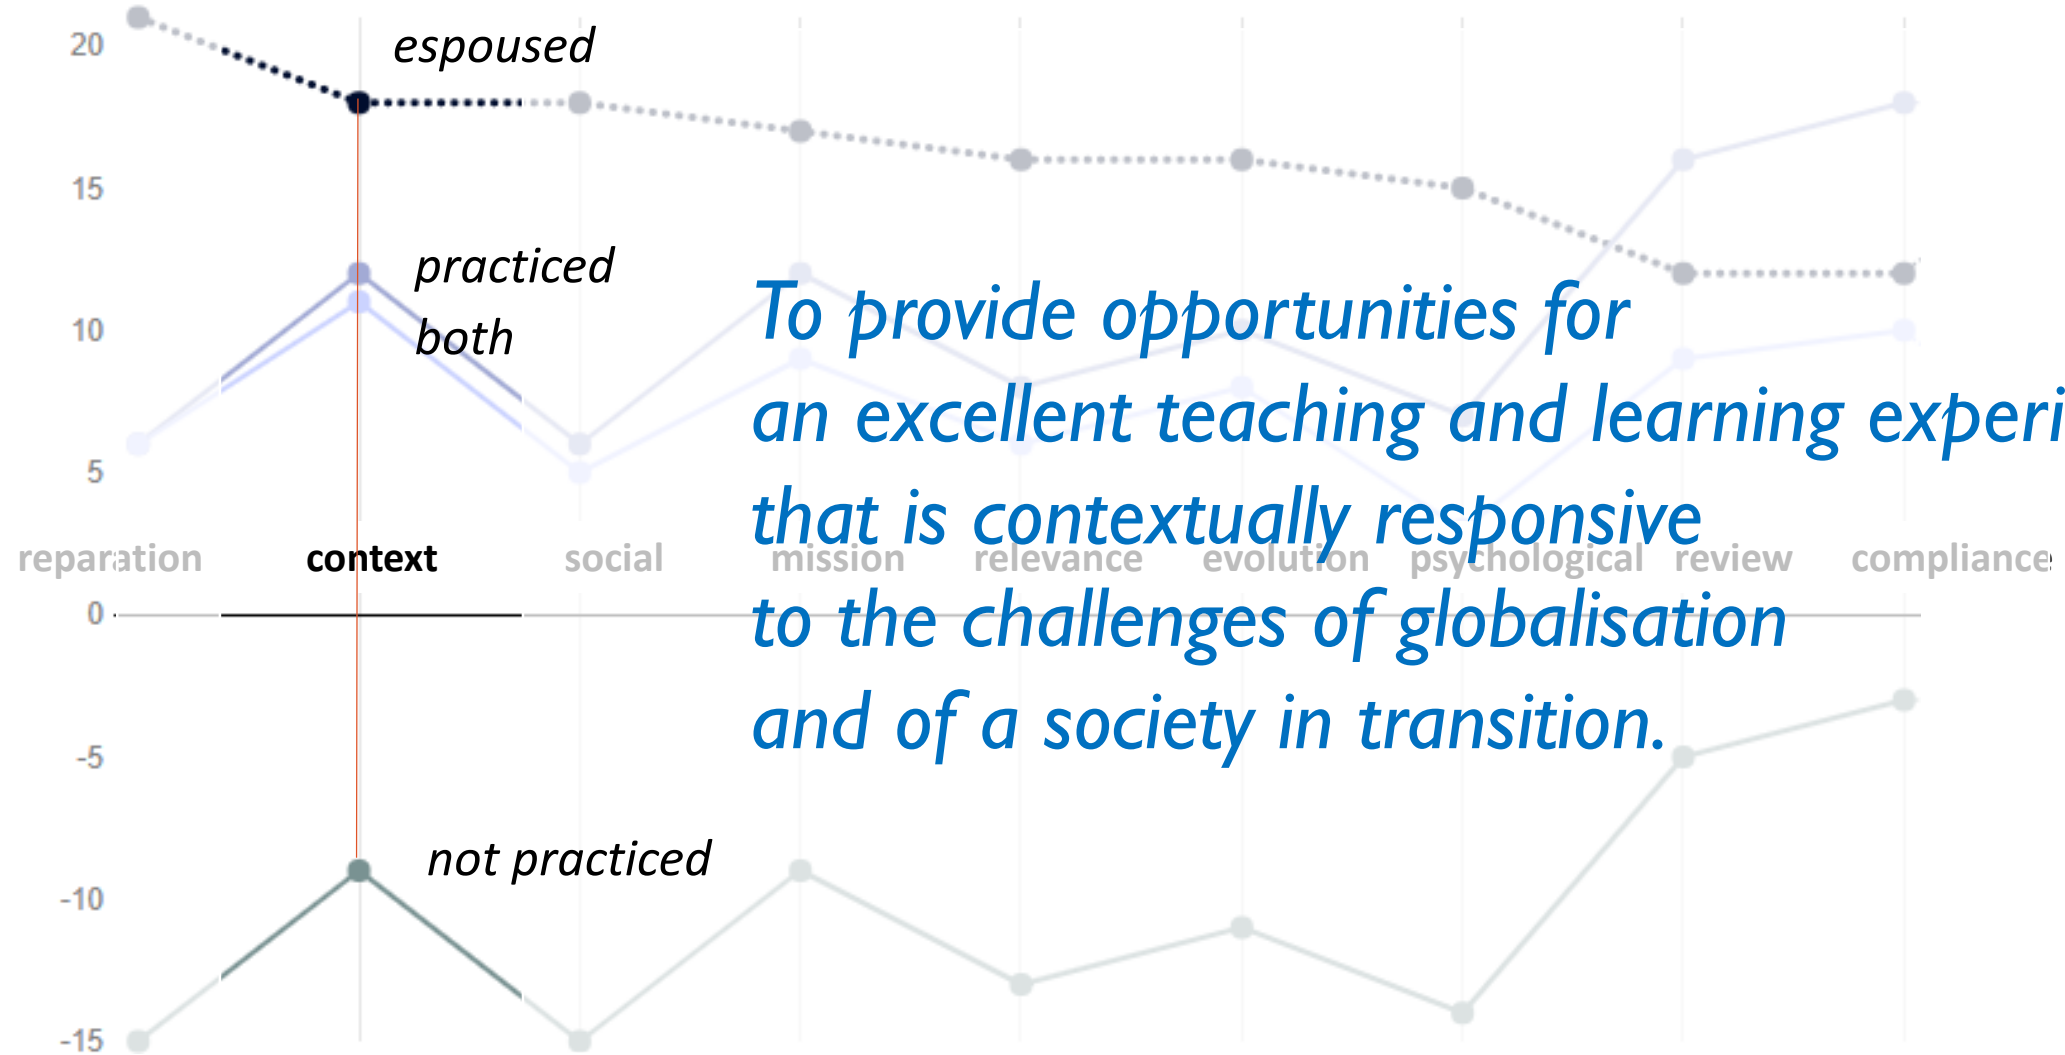 20
espoused
15
practiced
10
both
To provide opportunities for
an excellent teaching and learning experi
5
that is contextually responsive
reparation context social mission relevance evolution psychological review compliance
0
to the challenges of globalisation
-5
and of a society in transition.
not practiced
-10
-15